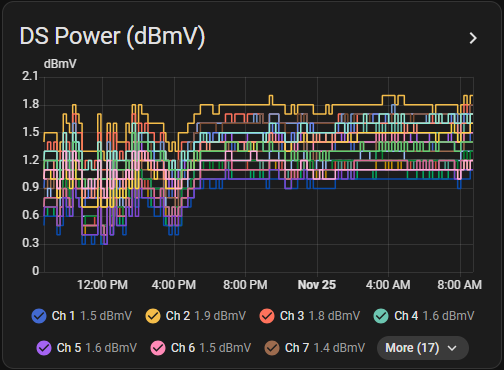 DS Power (dBmV)
dBmV
2.1
1.8
1.5
1.2
0.9
0.6
0.3
0
12:00 PM 4:00 PM 8:00 PM Nov 25 4:00 AM 8:00 AM
Ch 1 1.5 dBmV Ch 2 1.9 dBmV Ch 3 1.8 dBmV Ch 4 1.6 dBmV
Ch 5 1.6 dBmV Ch 6 1.5 dBmV Ch 7 1.4 dBmV More (17)